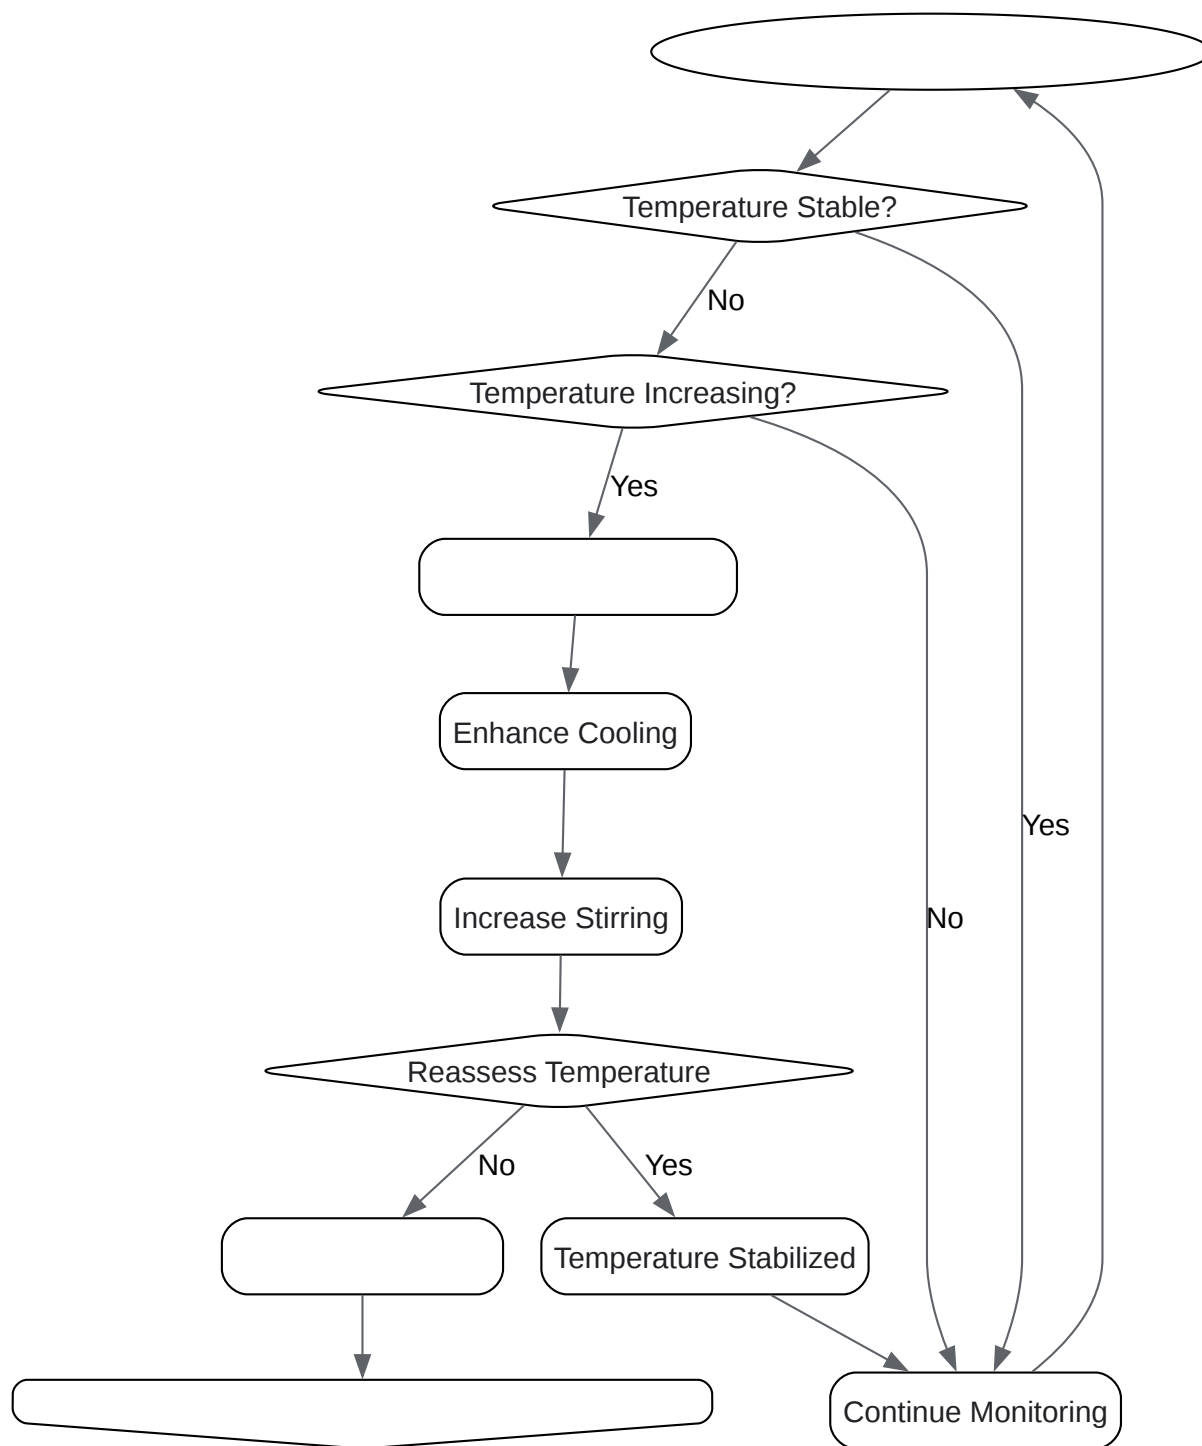 Temperature Stable?
No
Temperature Increasing?
Yes
Enhance Cooling
Yes
Increase Stirring
No
Reassess Temperature
No
Yes
Temperature Stabilized
Continue Monitoring